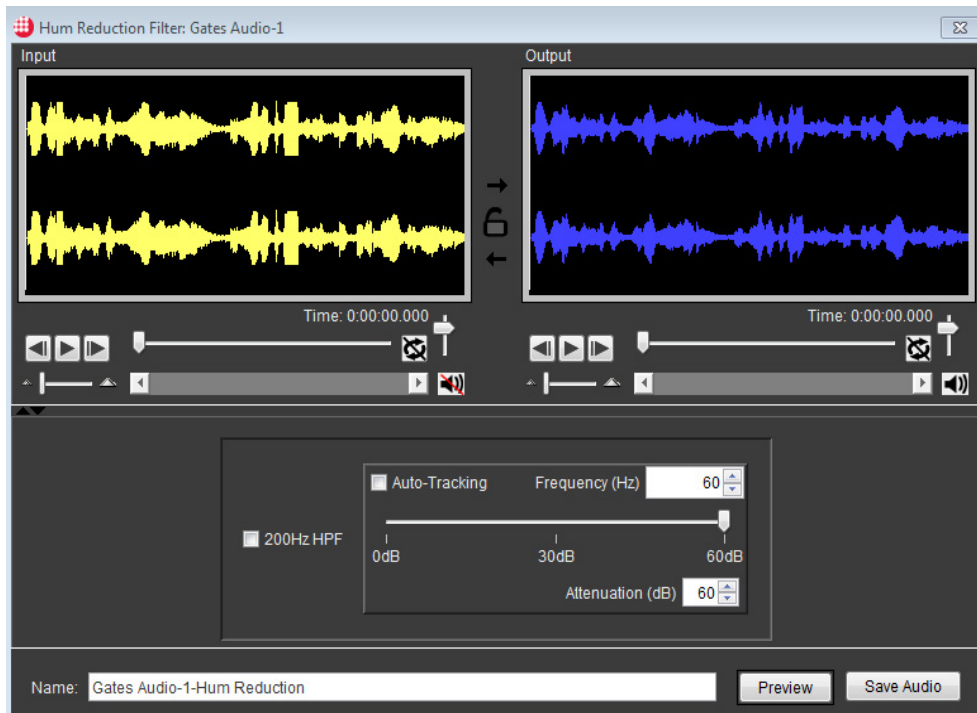 Hum Reduction Filter: Gates Audio-1
Input
Output
Time: 0:00:00.000
Time: 0:00:00.000
Auto-Tracking
Frequency (Hz)
60
200Hz HPF
0dB
30dB
60dB
Attenuation (dB)
60
Name:
Gates Audio-1-Hum Reduction
Preview
Save Audio